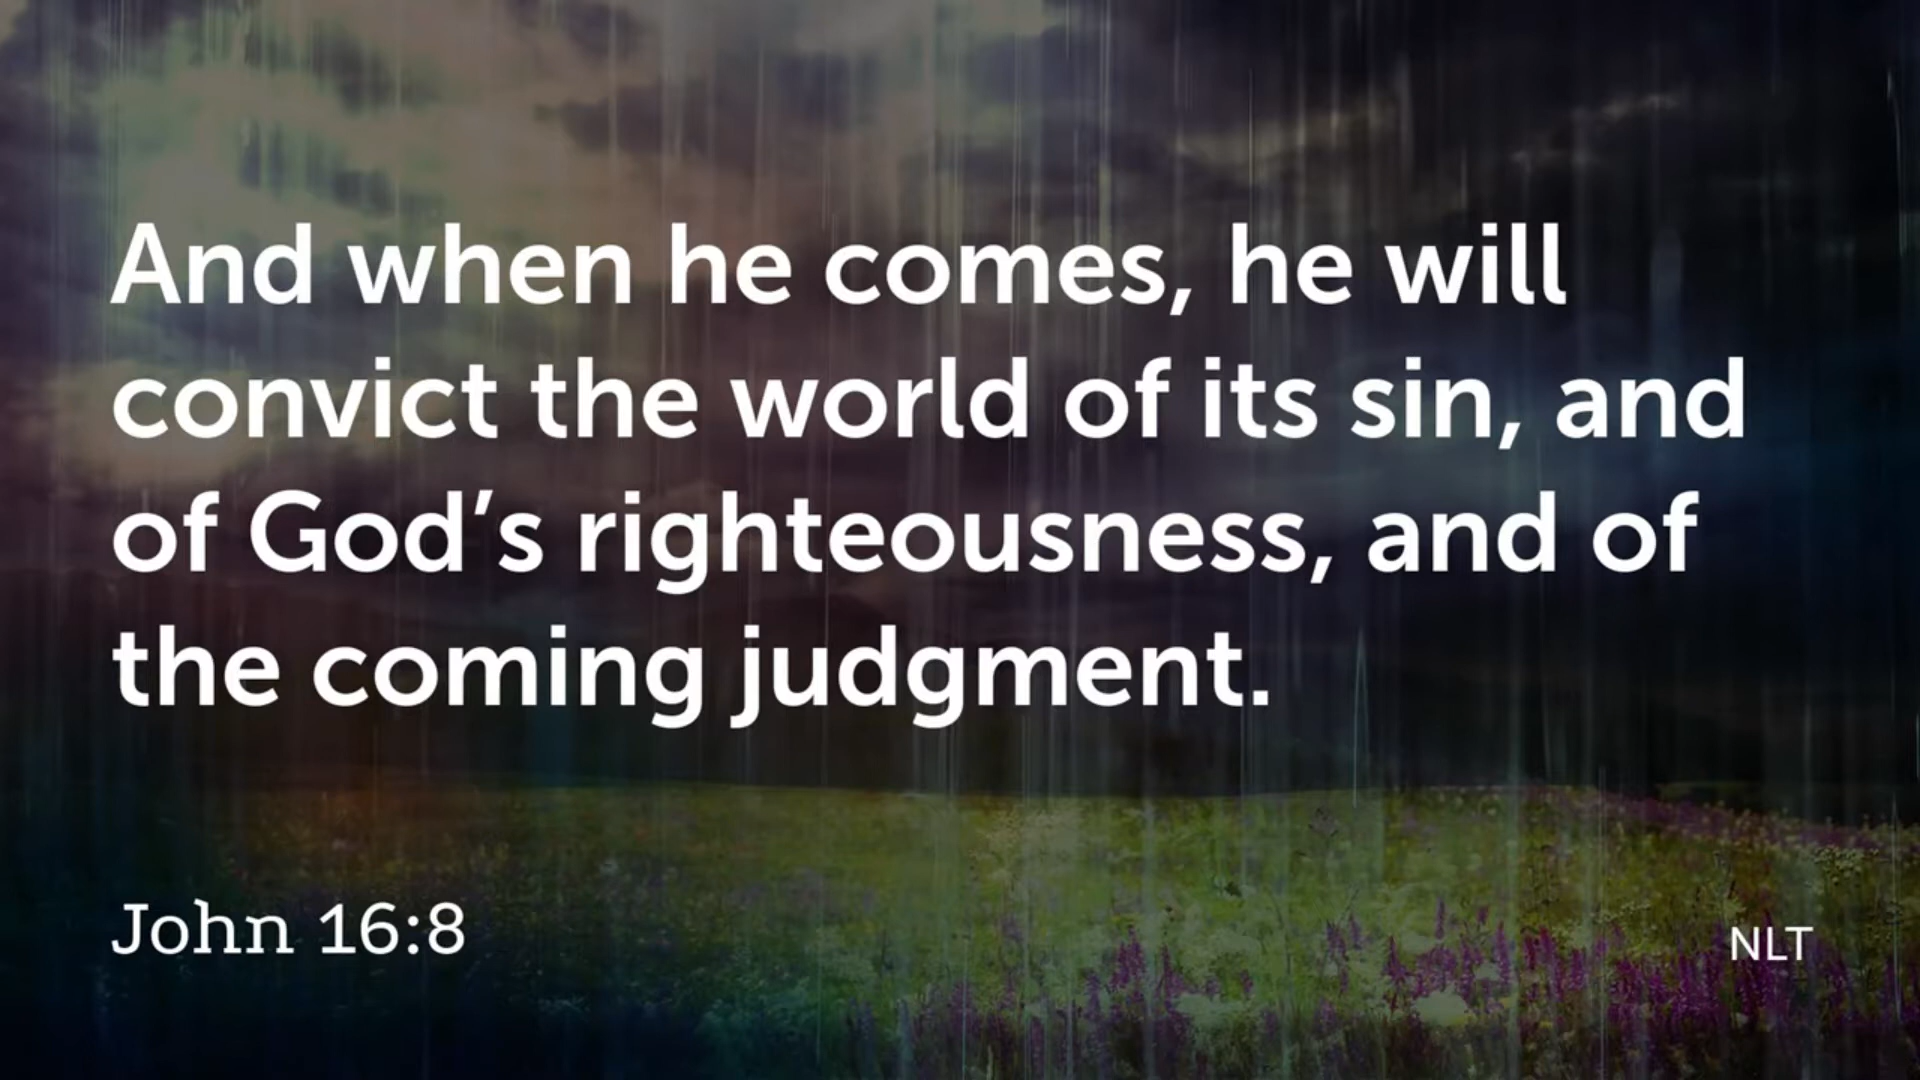 And when he comes, he will
convict the world of its sin, and
of God’s righteousness, and of
the coming judgment.
John 16:8
NLT